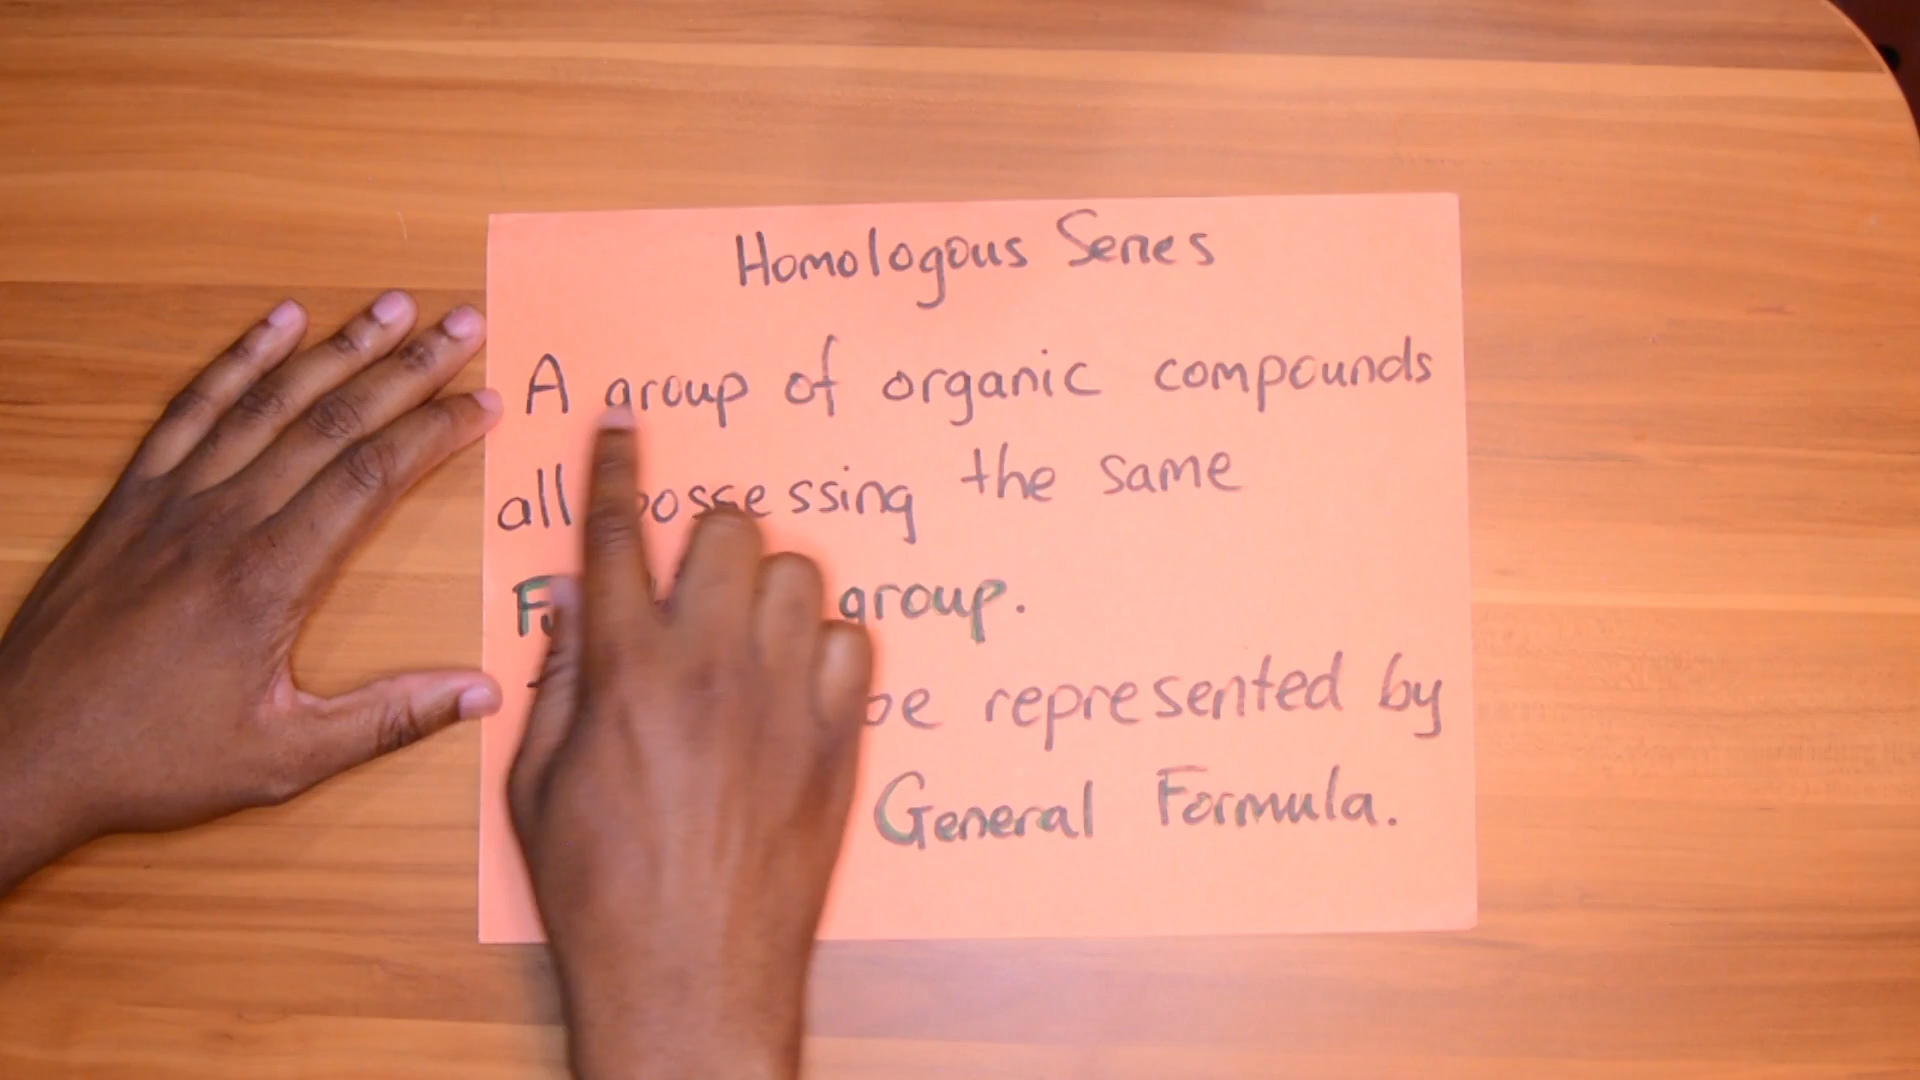 Homologous Series
A group of organic compounds
all possessing the same
group.
be represented by
General Formula.